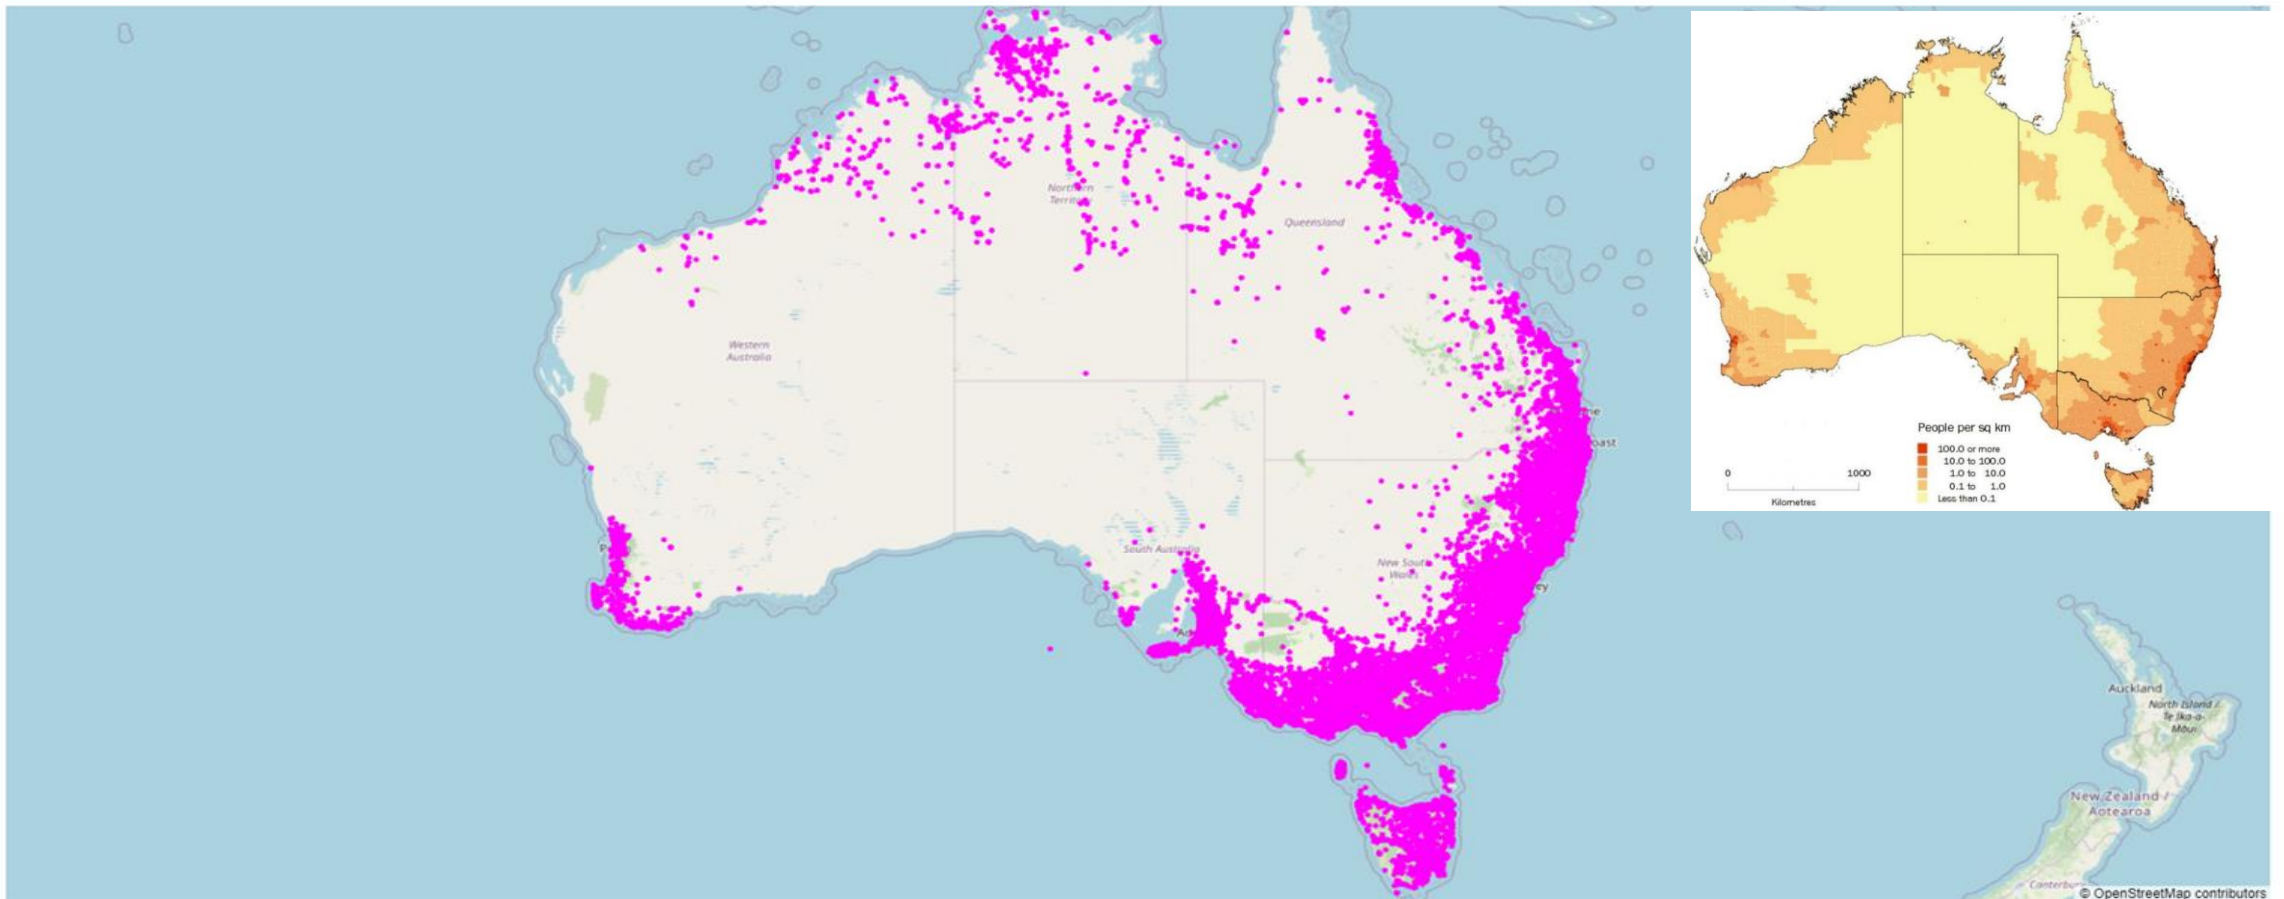 Northern
Territory
Queensland
Western
Australia
South Australia
New South
Wales
Auckland
North Island /
Te Ika-a-
Māui
New Zealand /
Aotearoa
© OpenStreetMap contributors
People per sq km
100.0 or more
10.0 to 100.0
1.0 to 10.0
0.1 to 1.0
Less than 0.1
0 1000
Kilometres